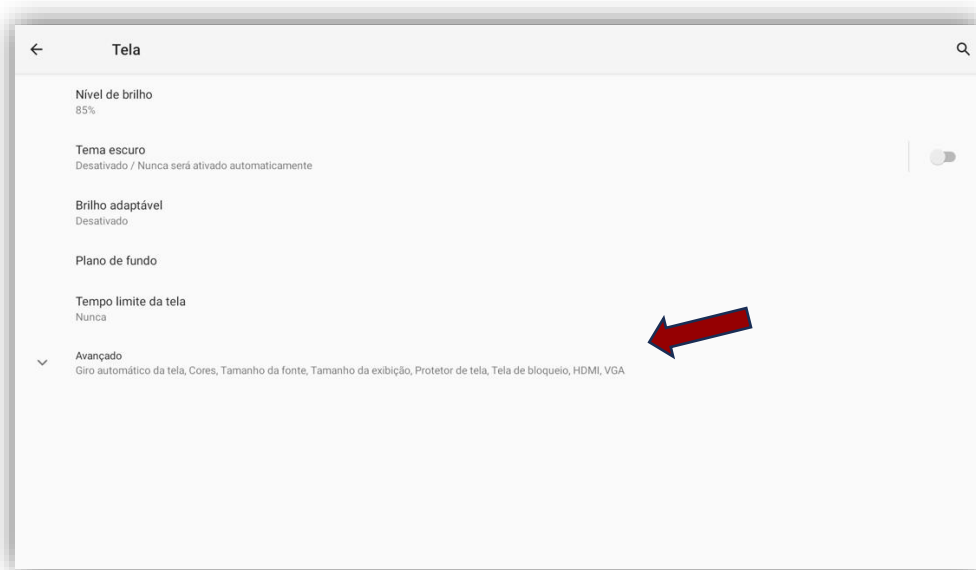 Tela
Nível de brilho
85%
Tema escuro
Desativado / Nunca será ativado automaticamente
Brilho adaptável
Desativado
Plano de fundo
Tempo limite da tela
Nunca
Avançado
Giro automático da tela, Cores, Tamanho da fonte, Tamanho da exibição, Protetor de tela, Tela de bloqueio, HDMI, VGA